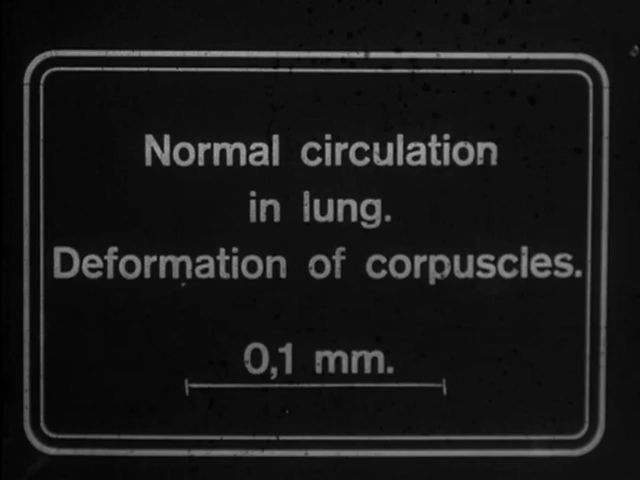 Normal circulation
in lung.
Deformation of corpuscles.
0,1 mm.